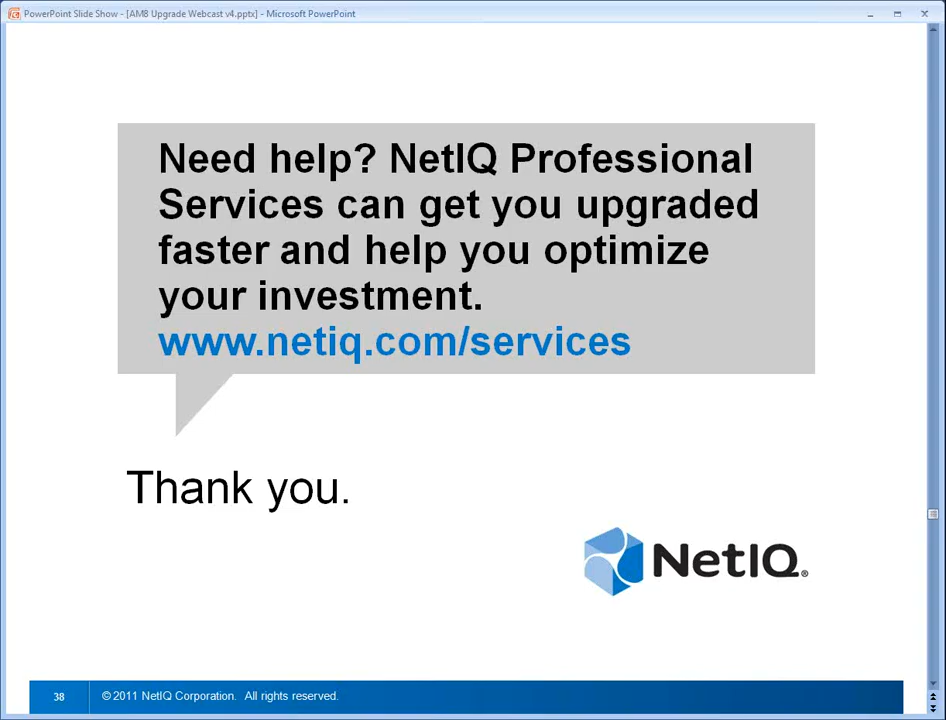 PowerPoint Slide Show - [AM8 Upgrade Webcast v4.pptx] - Microsoft PowerPoint
Need help? NetIQ Professional
Services can get you upgraded
faster and help you optimize
your investment.
www.netiq.com/services
Thank you.
NetIQ®
38 © 2011 NetIQ Corporation. All rights reserved.